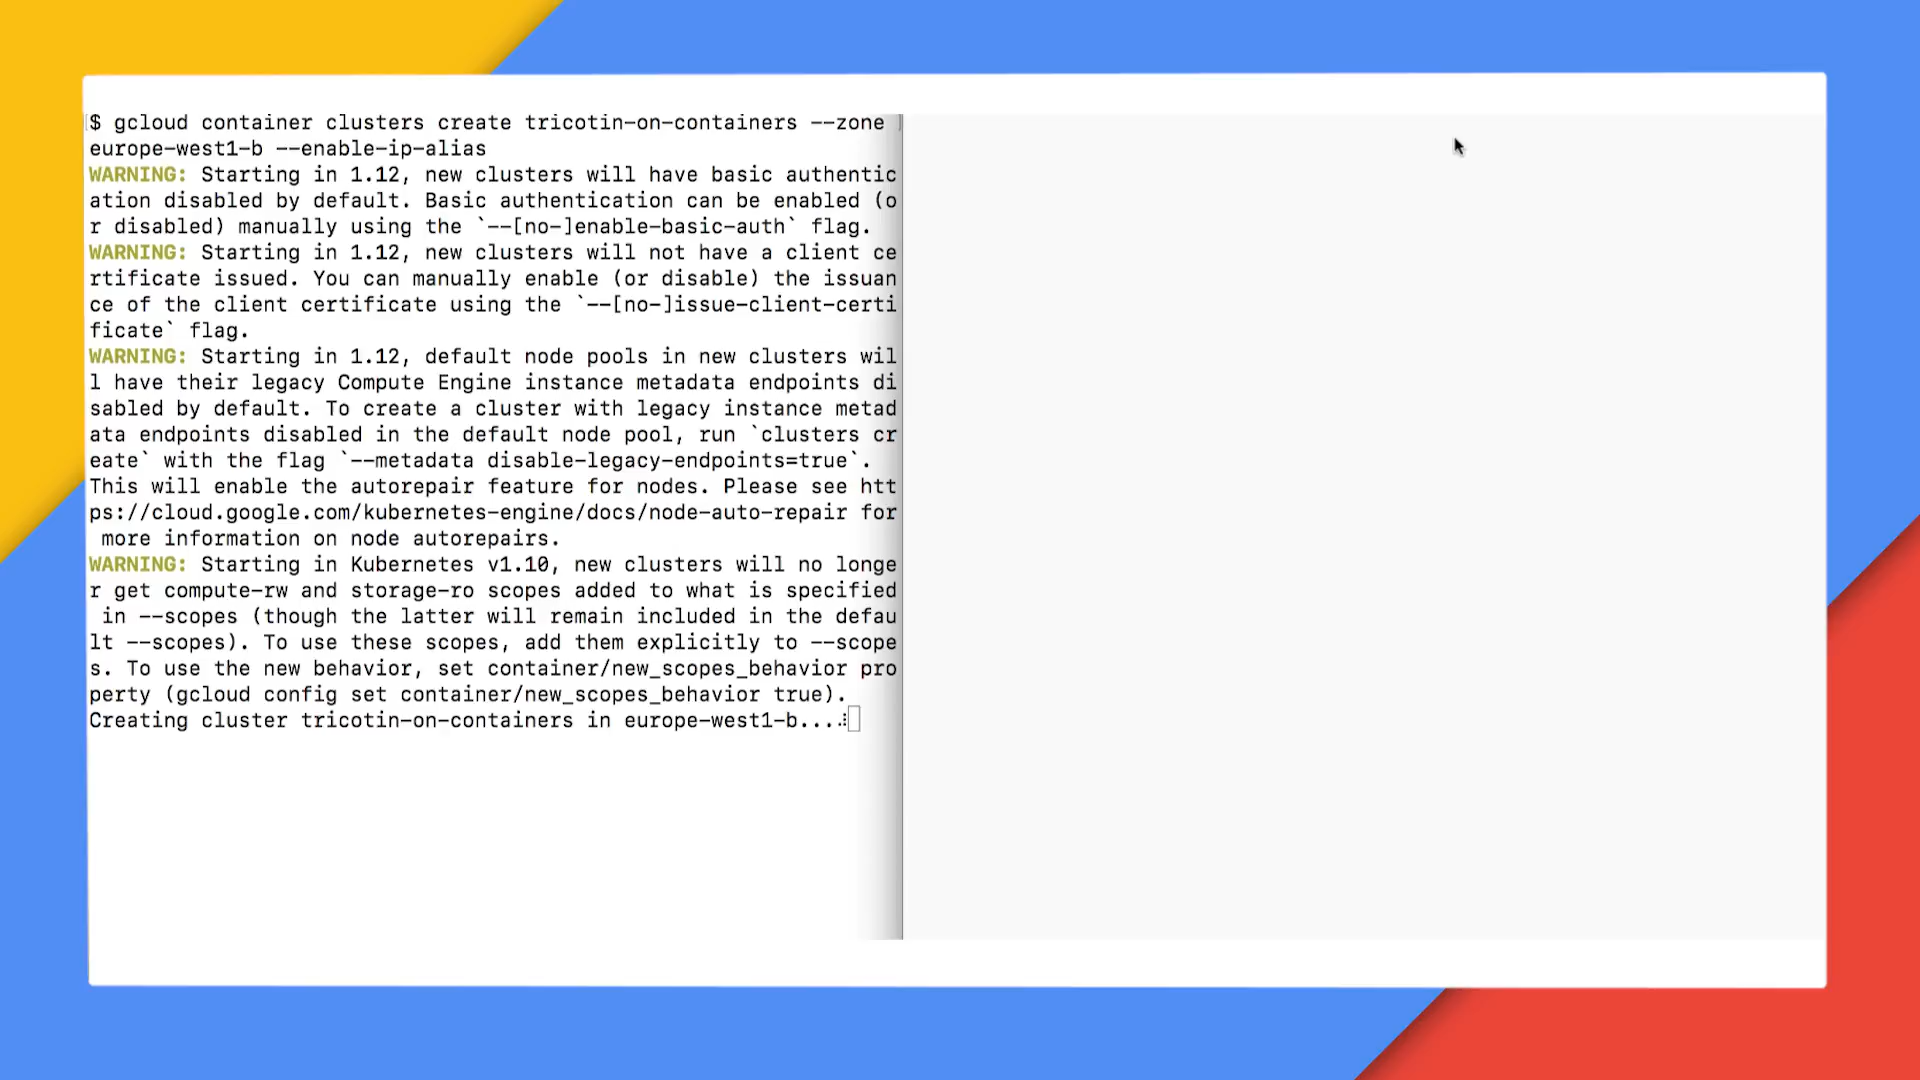 $ gcloud container clusters create tricotin-on-containers --zone
europe-west1-b --enable-ip-alias
WARNING: Starting in 1.12, new clusters will have basic authentic
ation disabled by default. Basic authentication can be enabled (o
r disabled) manually using the `--[no-]enable-basic-auth` flag.
WARNING: Starting in 1.12, new clusters will not have a client ce
rtificate issued. You can manually enable (or disable) the issuan
ce of the client certificate using the `--[no-]issue-client-certi
ficate` flag.
WARNING: Starting in 1.12, default node pools in new clusters wil
l have their legacy Compute Engine instance metadata endpoints di
sabled by default. To create a cluster with legacy instance metad
ata endpoints disabled in the default node pool, run `clusters cr
eate` with the flag `--metadata disable-legacy-endpoints=true`.
This will enable the autorepair feature for nodes. Please see htt
ps://cloud.google.com/kubernetes-engine/docs/node-auto-repair for
more information on node autorepairs.
WARNING: Starting in Kubernetes v1.10, new clusters will no longe
r get compute-rw and storage-ro scopes added to what is specified
in --scopes (though the latter will remain included in the defau
lt --scopes). To use these scopes, add them explicitly to --scope
s. To use the new behavior, set container/new_scopes_behavior pro
perty (gcloud config set container/new_scopes_behavior true).
Creating cluster tricotin-on-containers in europe-west1-b...